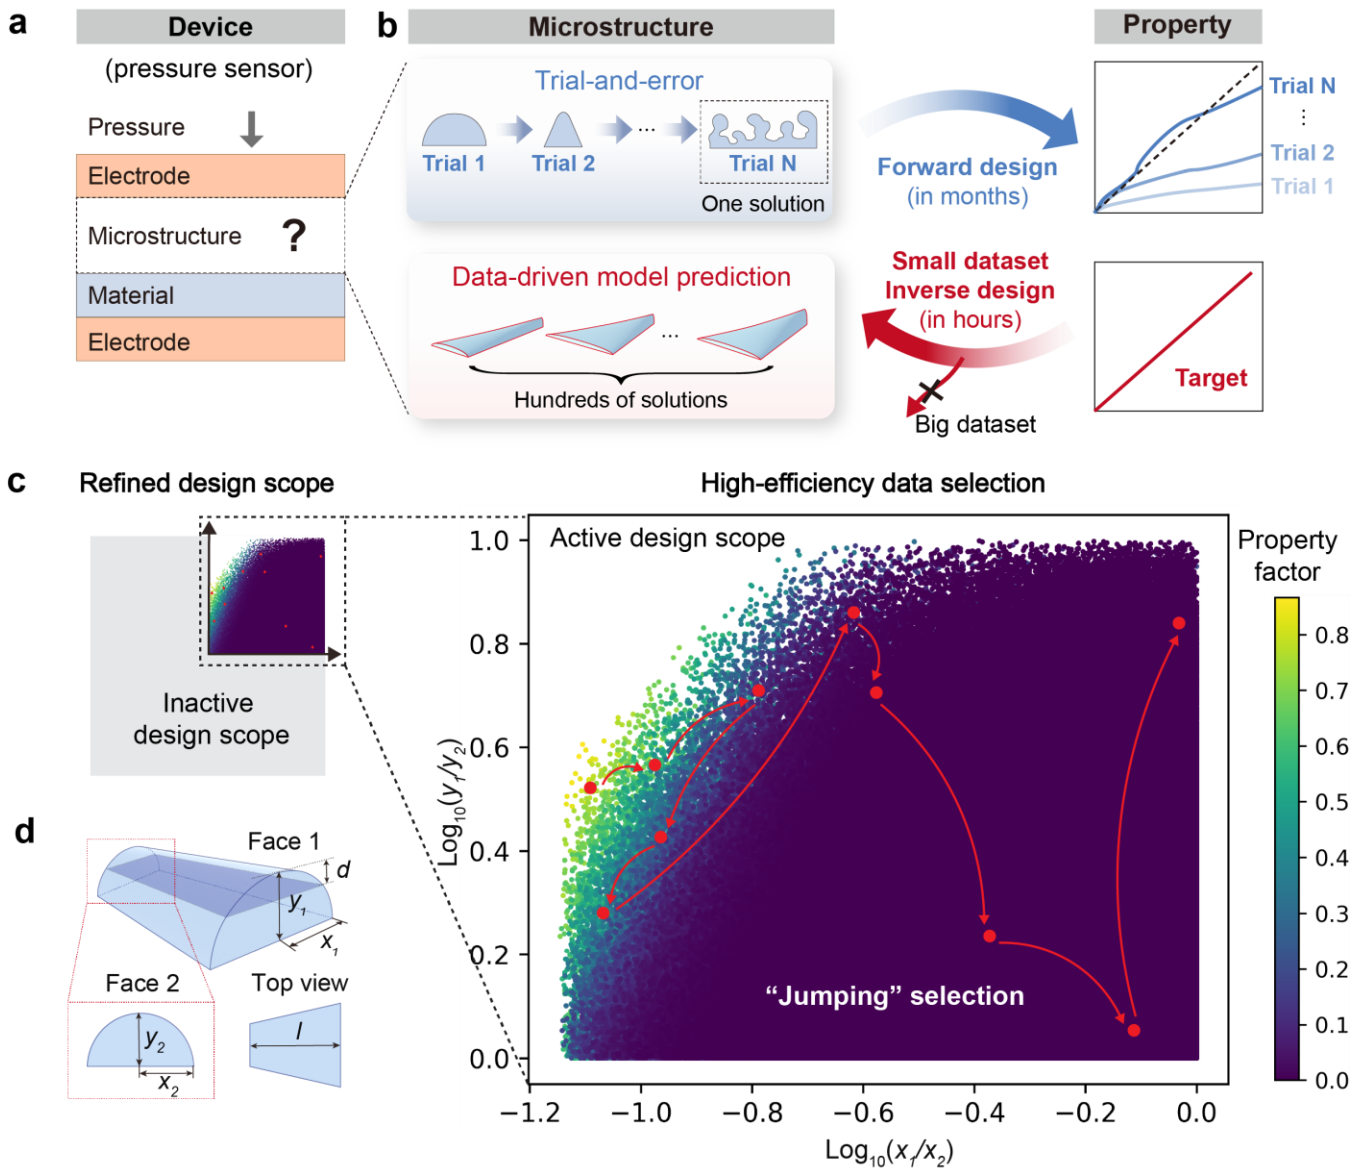 a
Device
(pressure sensor)
Pressure
Electrode
Microstructure ?
Material
Electrode
b
Microstructure
Trial-and-error
...
Trial 1
Trial 2
Trial N
One solution
Data-driven model prediction
...
Hundreds of solutions
Forward design
(in months)
Small dataset
Inverse design
(in hours)
Big dataset
Property
Trial N
⋮
Trial 2
Trial 1
Target
c
Refined design scope
Inactive
design scope
High-efficiency data selection
Active design scope
"Jumping" selection
Log10(y1/y2)
1.0
0.8
0.6
0.4
0.2
0.0
−1.2
−1.0
−0.8
−0.6
−0.4
−0.2
0.0
Log10(x1/x2)
Property
factor
0.8
0.7
0.6
0.5
0.4
0.3
0.2
0.1
0.0
d
Face 1
d
y1
x1
Face 2
y2
x2
Top view
l